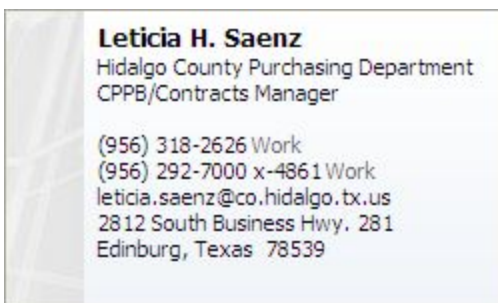 Leticia H. Saenz
Hidalgo County Purchasing Department
CPPB/Contracts Manager
(956) 318-2626 Work
(956) 292-7000 x-4861 Work
leticia.saenz@co.hidalgo.tx.us
2812 South Business Hwy. 281
Edinburg, Texas  78539